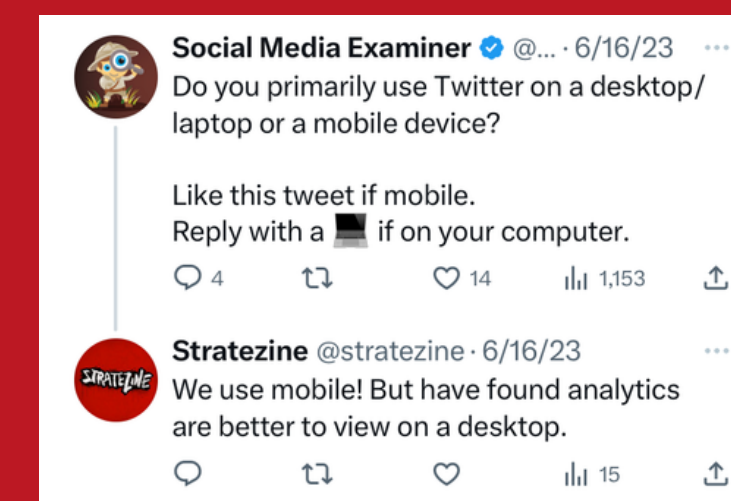 Social Media Examiner @... · 6/16/23
Do you primarily use Twitter on a desktop/
laptop or a mobile device?
Like this tweet if mobile.
Reply with a 💻 if on your computer.
4 14 1,153
STRATEZINE
Stratezine @stratezine · 6/16/23
We use mobile! But have found analytics
are better to view on a desktop.
15